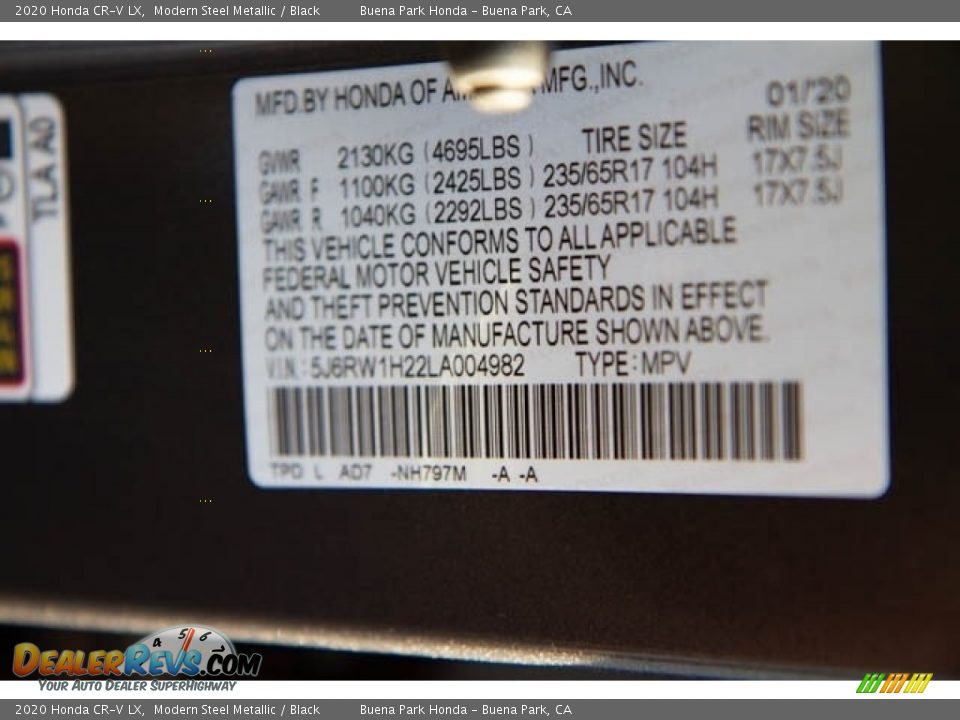 2020 Honda CR-V LX, Modern Steel Metallic / Black Buena Park Honda - Buena Park, CA
TLA A0
MFD.BY HONDA OF MFG.,INC.
01/'20
GVWR 2130KG (4695LBS ) TIRE SIZE RIM SIZE
GAWR F 1100KG (2425LBS ) 235/65R17 104H 17X7.5J
GAWR R 1040KG (2292LBS ) 235/65R17 104H 17X7.5J
THIS VEHICLE CONFORMS TO ALL APPLICABLE
FEDERAL MOTOR VEHICLE SAFETY
AND THEFT PREVENTION STANDARDS IN EFFECT
ON THE DATE OF MANUFACTURE SHOWN ABOVE.
V.I.N.: 5J6RW1H22LA004982 TYPE:MPV
TPD L AD7 -NH797M -A -A
4 5 6
DEALERREVS.COM
YOUR AUTO DEALER SUPERHIGHWAY
2020 Honda CR-V LX, Modern Steel Metallic / Black Buena Park Honda - Buena Park, CA